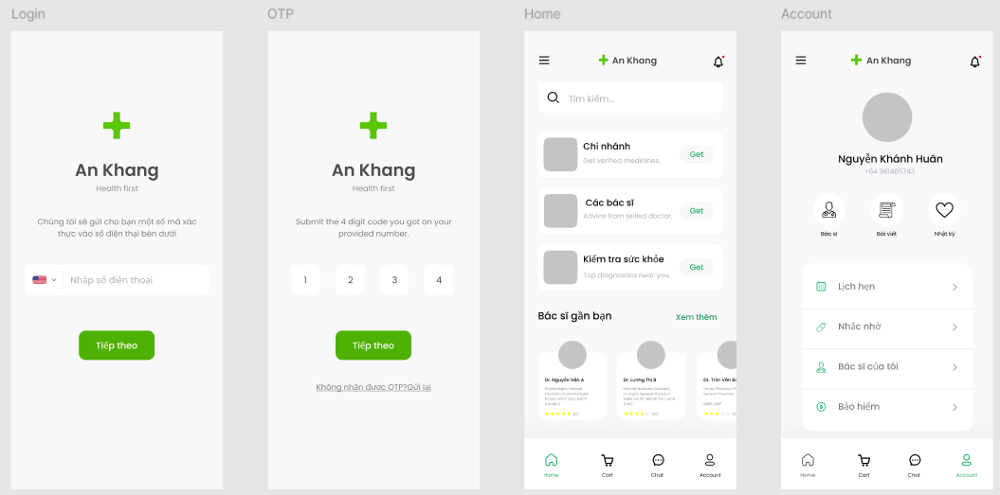 Login
An Khang
Health first
Chúng tôi sẽ gửi cho bạn một số mã xác
thực vào số điện thoại bên dưới
Nhập số điện thoại
Tiếp theo
OTP
An Khang
Health first
Submit the 4 digit code you got on your
provided number.
1 2 3 4
Tiếp theo
Không nhận được OTP?Gửi lại
Home
An Khang
Tìm kiếm...
Chi nhánh
Get verified medicines.
Get
Các bác sĩ
Advice from skilled doctor.
Get
Kiểm tra sức khỏe
Top diagnostics near you.
Get
Bác sĩ gần bạn
Xem thêm
Dr. Nguyễn Văn A
Dr. Lương Thị B
Dr. Trần Văn B
Home
Cart
Chat
Account
Account
An Khang
Nguyễn Khánh Huân
+84 961485743
Bác sĩ
Bài viết
Nhật ký
Lịch hẹn
Nhắc nhở
Bác sĩ của tôi
Bảo hiểm
Home
Cart
Chat
Account